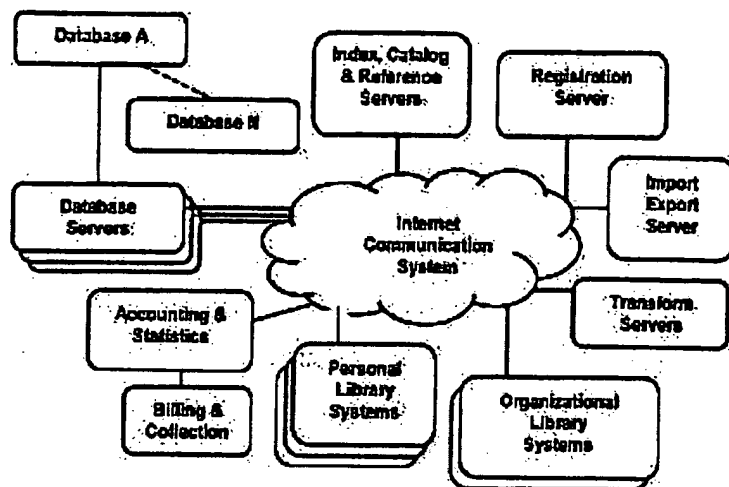 Database A
Database N
Index, Catalog
& Reference
Servers
Registration
Server
Import
Export
Server
Database
Servers
Internet
Communication
System
Transform
Servers
Accounting &
Statistics
Billing &
Collection
Personal
Library
Systems
Organizational
Library
Systems